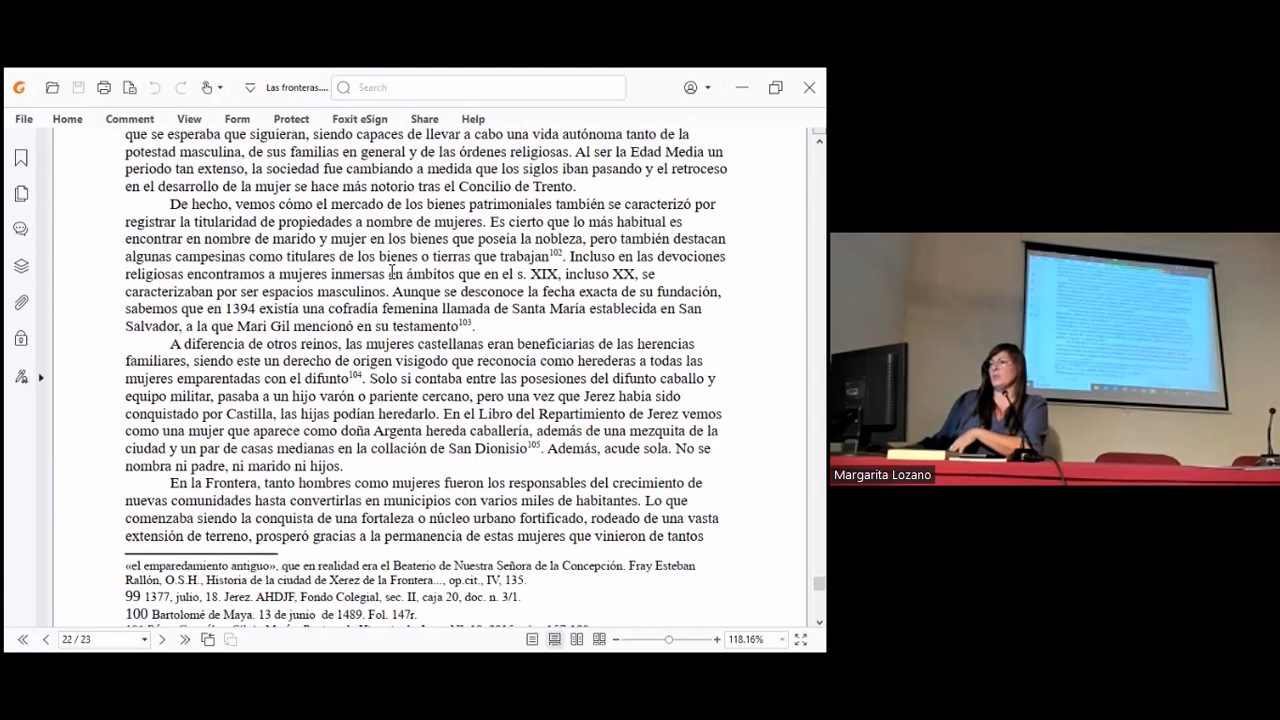 Las fronteras....
Search
File Home Comment View Form Protect Foxit eSign Share Help
que se esperaba que siguieran, siendo capaces de llevar a cabo una vida autónoma tanto de la
potestad masculina, de sus familias en general y de las órdenes religiosas. Al ser la Edad Media un
periodo tan extenso, la sociedad fue cambiando a medida que los siglos iban pasando y el retroceso
en el desarrollo de la mujer se hace más notorio tras el Concilio de Trento.
De hecho, vemos cómo el mercado de los bienes patrimoniales también se caracterizó por
registrar la titularidad de propiedades a nombre de mujeres. Es cierto que lo más habitual es
encontrar en nombre de marido y mujer en los bienes que poseía la nobleza, pero también destacan
algunas campesinas como titulares de los bienes o tierras que trabajan102. Incluso en las devociones
religiosas encontramos a mujeres inmersas en ámbitos que en el s. XIX, incluso XX, se
caracterizaban por ser espacios masculinos. Aunque se desconoce la fecha exacta de su fundación,
sabemos que en 1394 existía una cofradía femenina llamada de Santa María establecida en San
Salvador, a la que Mari Gil mencionó en su testamento103.
A diferencia de otros reinos, las mujeres castellanas eran beneficiarias de las herencias
familiares, siendo este un derecho de origen visigodo que reconocía como herederas a todas las
mujeres emparentadas con el difunto104. Solo si contaba entre las posesiones del difunto caballo y
equipo militar, pasaba a un hijo varón o pariente cercano, pero una vez que Jerez había sido
conquistado por Castilla, las hijas podían heredarlo. En el Libro del Repartimiento de Jerez vemos
como una mujer que aparece como doña Argenta hereda caballería, además de una mezquita de la
ciudad y un par de casas medianas en la collación de San Dionisio105. Además, acude sola. No se
nombra ni padre, ni marido ni hijos.
En la Frontera, tanto hombres como mujeres fueron los responsables del crecimiento de
nuevas comunidades hasta convertirlas en municipios con varios miles de habitantes. Lo que
comenzaba siendo la conquista de una fortaleza o núcleo urbano fortificado, rodeado de una vasta
extensión de terreno, prosperó gracias a la permanencia de estas mujeres que vinieron de tantos
«el emparedamiento antiguo», que en realidad era el Beaterio de Nuestra Señora de la Concepción. Fray Esteban
Rallón, O.S.H., Historia de la ciudad de Xerez de la Frontera..., op.cit., IV, 135.
99 1377, julio, 18. Jerez. AHDJF, Fondo Colegial, sec. II, caja 20, doc. n. 3/1.
100 Bartolomé de Maya. 13 de junio de 1489. Fol. 147r.
22 / 23
118.16%
Margarita Lozano